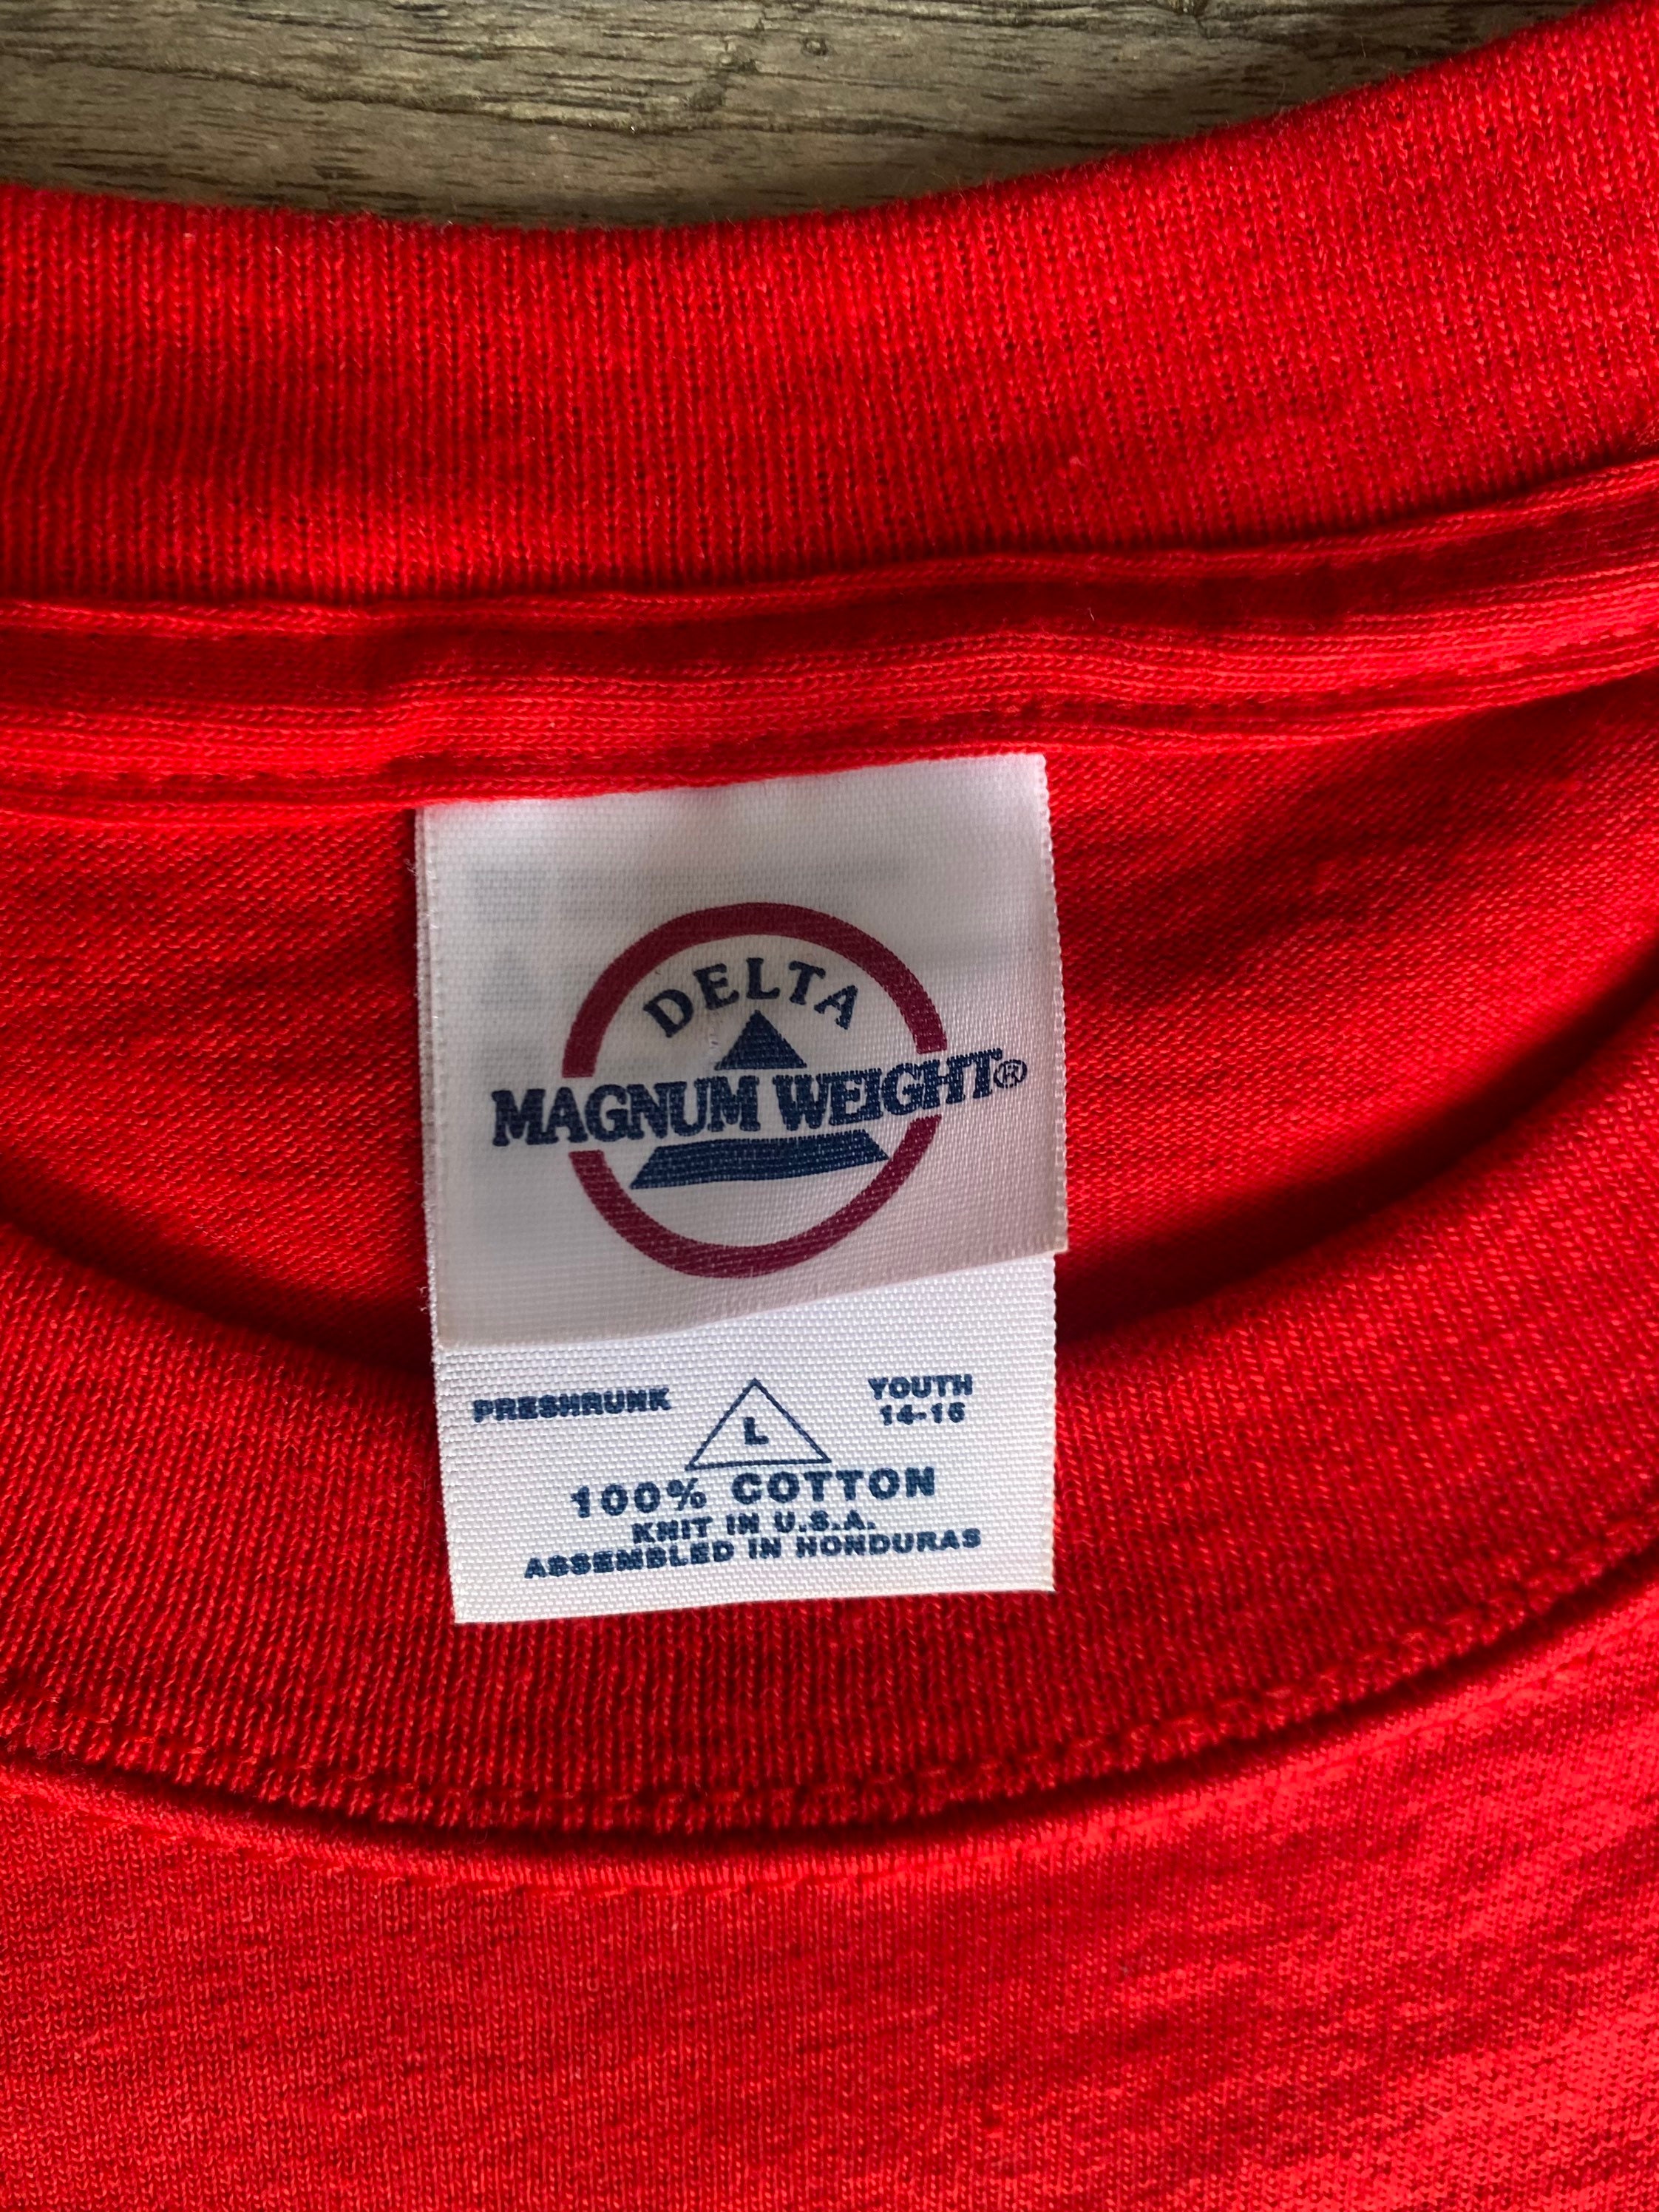 DELTA
MAGNUM WEIGHT®
PRESHRUNK L YOUTH
14-16
100% COTTON
KNIT IN U.S.A.
ASSEMBLED IN HONDURAS